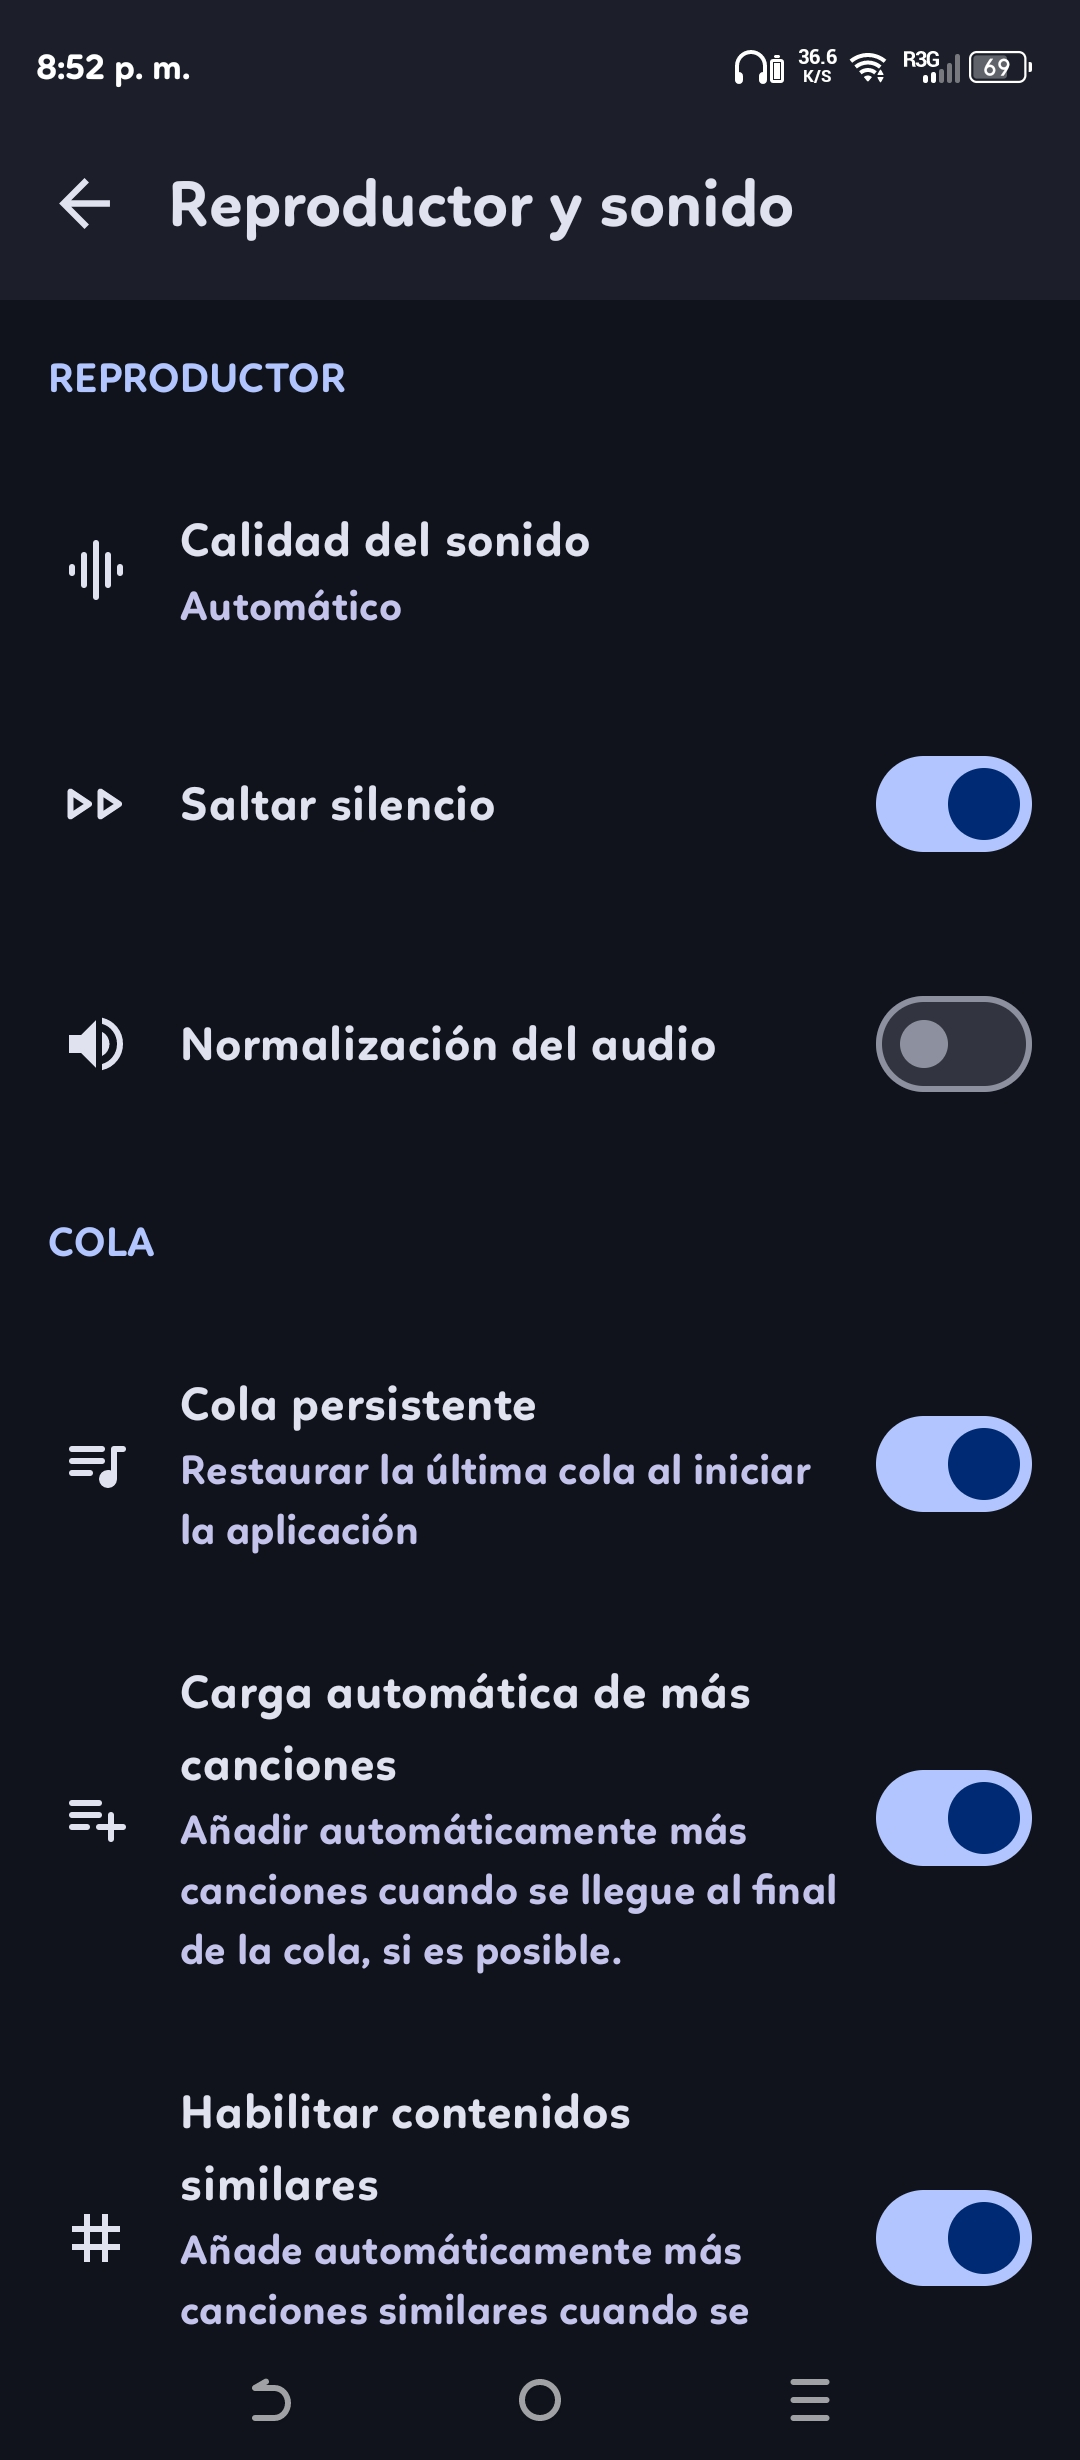 8:52 p. m.
36.6
K/S
R3G
69
Reproductor y sonido
REPRODUCTOR
Calidad del sonido
Automático
Saltar silencio
Normalización del audio
COLA
Cola persistente
Restaurar la última cola al iniciar
la aplicación
Carga automática de más
canciones
Añadir automáticamente más
canciones cuando se llegue al final
de la cola, si es posible.
Habilitar contenidos
similares
Añade automáticamente más
canciones similares cuando se